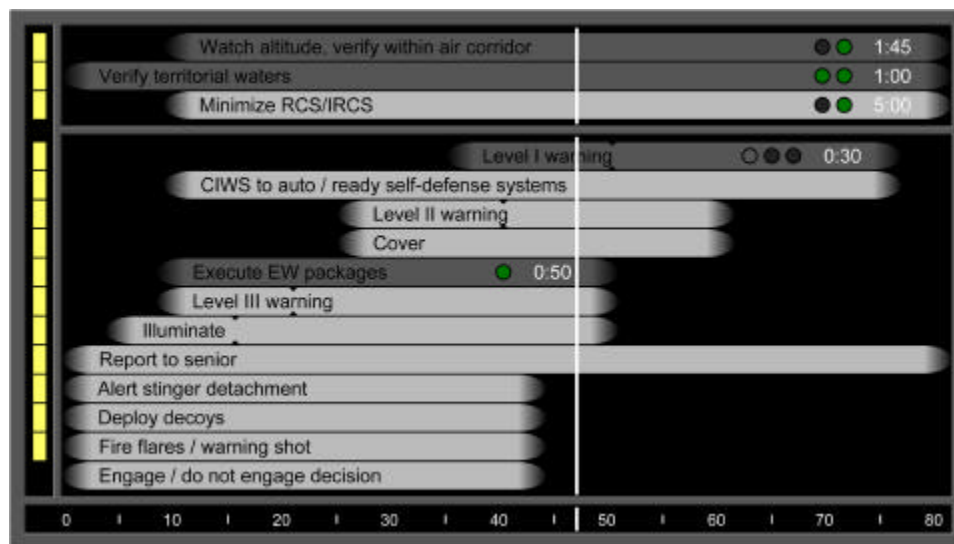 Watch altitude, verify within air corridor 1:45
Verify territorial waters 1:00
Minimize RCS/IRCS 5:00
Level I warning 0:30
CIWS to auto / ready self-defense systems
Level II warning
Cover
Execute EW packages 0:50
Level III warning
Illuminate
Report to senior
Alert stinger detachment
Deploy decoys
Fire flares / warning shot
Engage / do not engage decision
0 10 20 30 40 50 60 70 80